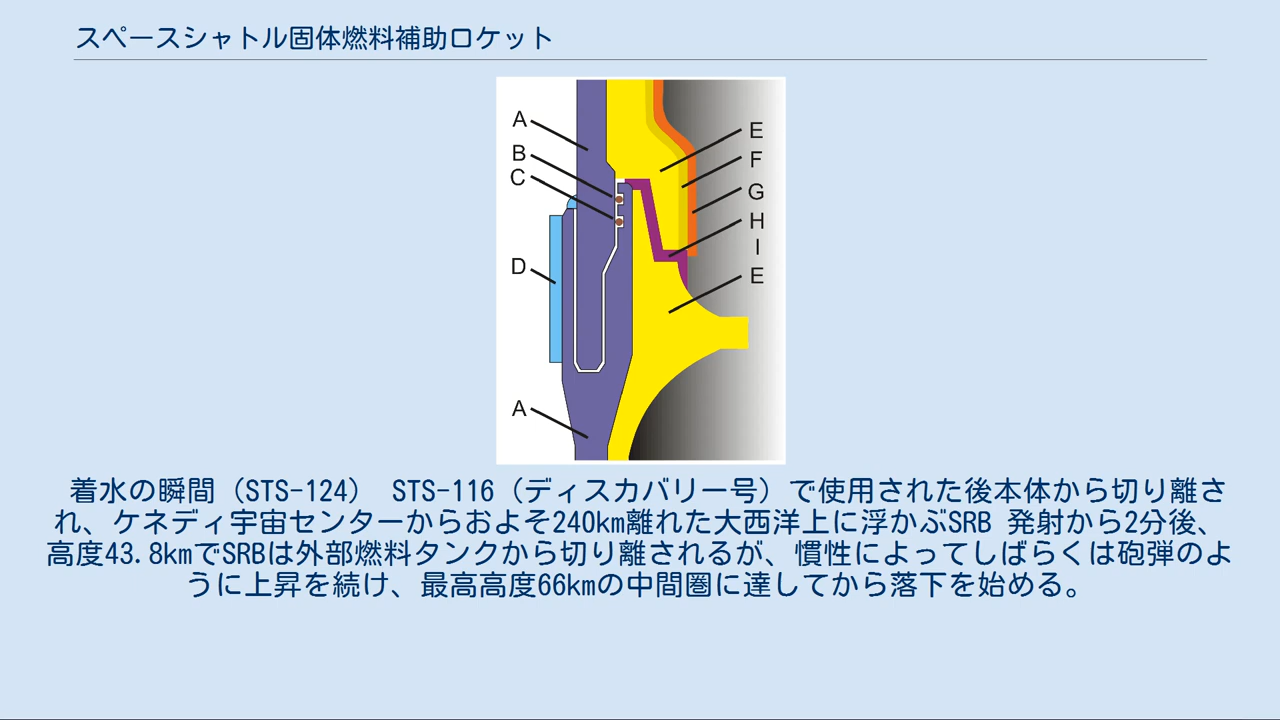 スペースシャトル固体燃料補助ロケット
A
B
C
D
A
E
F
G
H
I
E
着水の瞬間（STS-124） STS-116（ディスカバリー号）で使用された後本体から切り離さ
れ、ケネディ宇宙センターからおよそ240km離れた大西洋上に浮かぶSRB 発射から2分後、
高度43.8kmでSRBは外部燃料タンクから切り離されるが、慣性によってしばらくは砲弾のよ
うに上昇を続け、最高高度66kmの中間圏に達してから落下を始める。